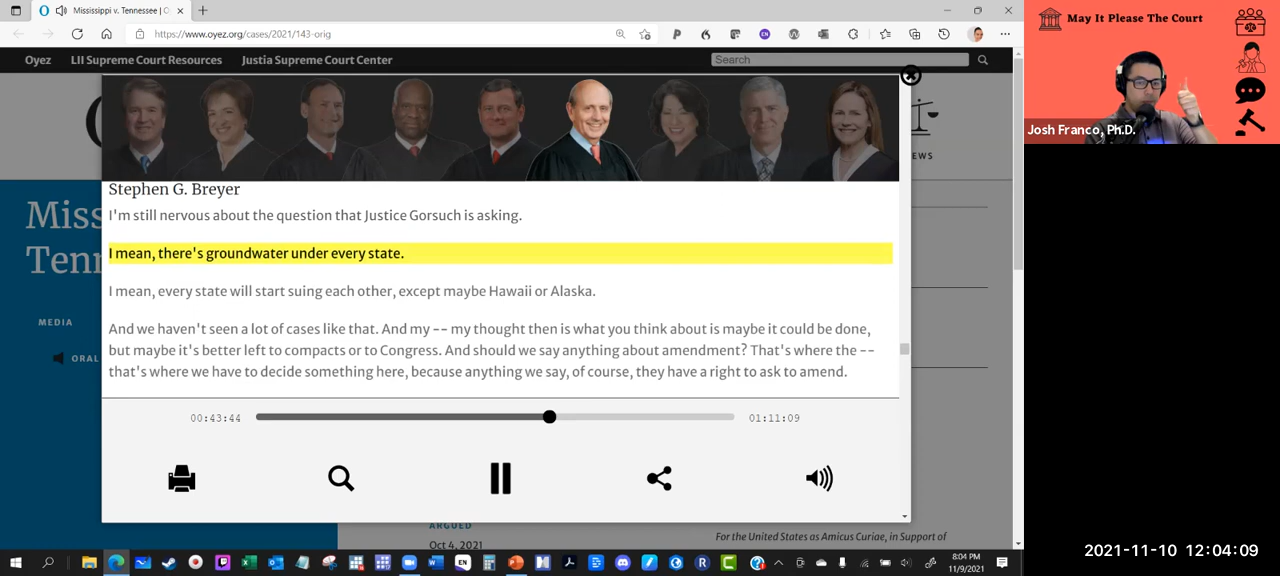 Mississippi v. Tennessee | O
https://www.oyez.org/cases/2021/143-orig
Oyez LII Supreme Court Resources Justia Supreme Court Center Search
May It Please The Court
Josh Franco, Ph.D.
EWS
Miss
Tenn
MEDIA
ORAL
Stephen G. Breyer
I'm still nervous about the question that Justice Gorsuch is asking.
I mean, there's groundwater under every state.
I mean, every state will start suing each other, except maybe Hawaii or Alaska.
And we haven't seen a lot of cases like that. And my -- my thought then is what you think about is maybe it could be done,
but maybe it's better left to compacts or to Congress. And should we say anything about amendment? That's where the --
that's where we have to decide something here, because anything we say, of course, they have a right to ask to amend.
00:43:44 01:11:09
ARGUED
Oct 4, 2021
For the United States as Amicus Curiae, in Support of
8:04 PM
11/9/2021
2021-11-10 12:04:09